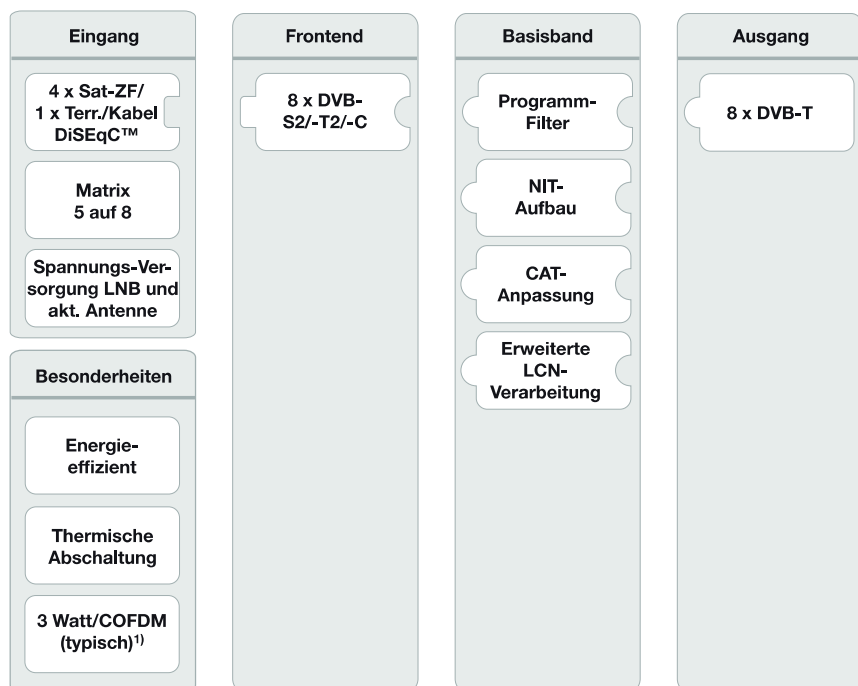 Eingang
4 x Sat-ZF/
1 x Terr./Kabel
DiSEqC™
Matrix
5 auf 8
Spannungs-Ver-
sorgung LNB und
akt. Antenne
Besonderheiten
Energie-
effizient
Thermische
Abschaltung
3 Watt/COFDM
(typisch)1)
Frontend
8 x DVB-
S2/-T2/-C
Basisband
Programm-
Filter
NIT-
Aufbau
CAT-
Anpassung
Erweiterte
LCN-
Verarbeitung
Ausgang
8 x DVB-T